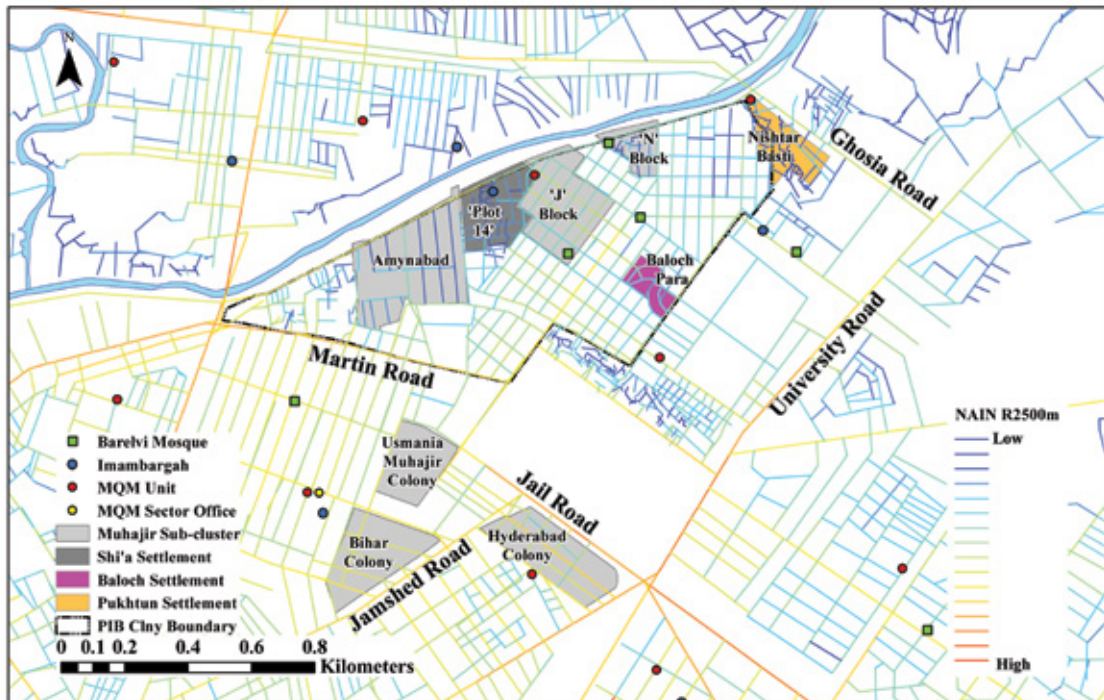 N
'N'
Block
Nishtar
Basti
Ghosia Road
'J'
Block
'Plot
14'
Amynabad
Baloch
Para
University Road
Martin Road
NAIN R2500m
Low
High
Usmania
Muhajir
Colony
Jail Road
Bihar
Colony
Hyderabad
Colony
Jamshed Road
Barelvi Mosque
Imambargah
MQM Unit
MQM Sector Office
Muhajir Sub-cluster
Shi'a Settlement
Baloch Settlement
Pukhtun Settlement
PIB Clny Boundary
0 0.1 0.2 0.4 0.6 0.8
Kilometers